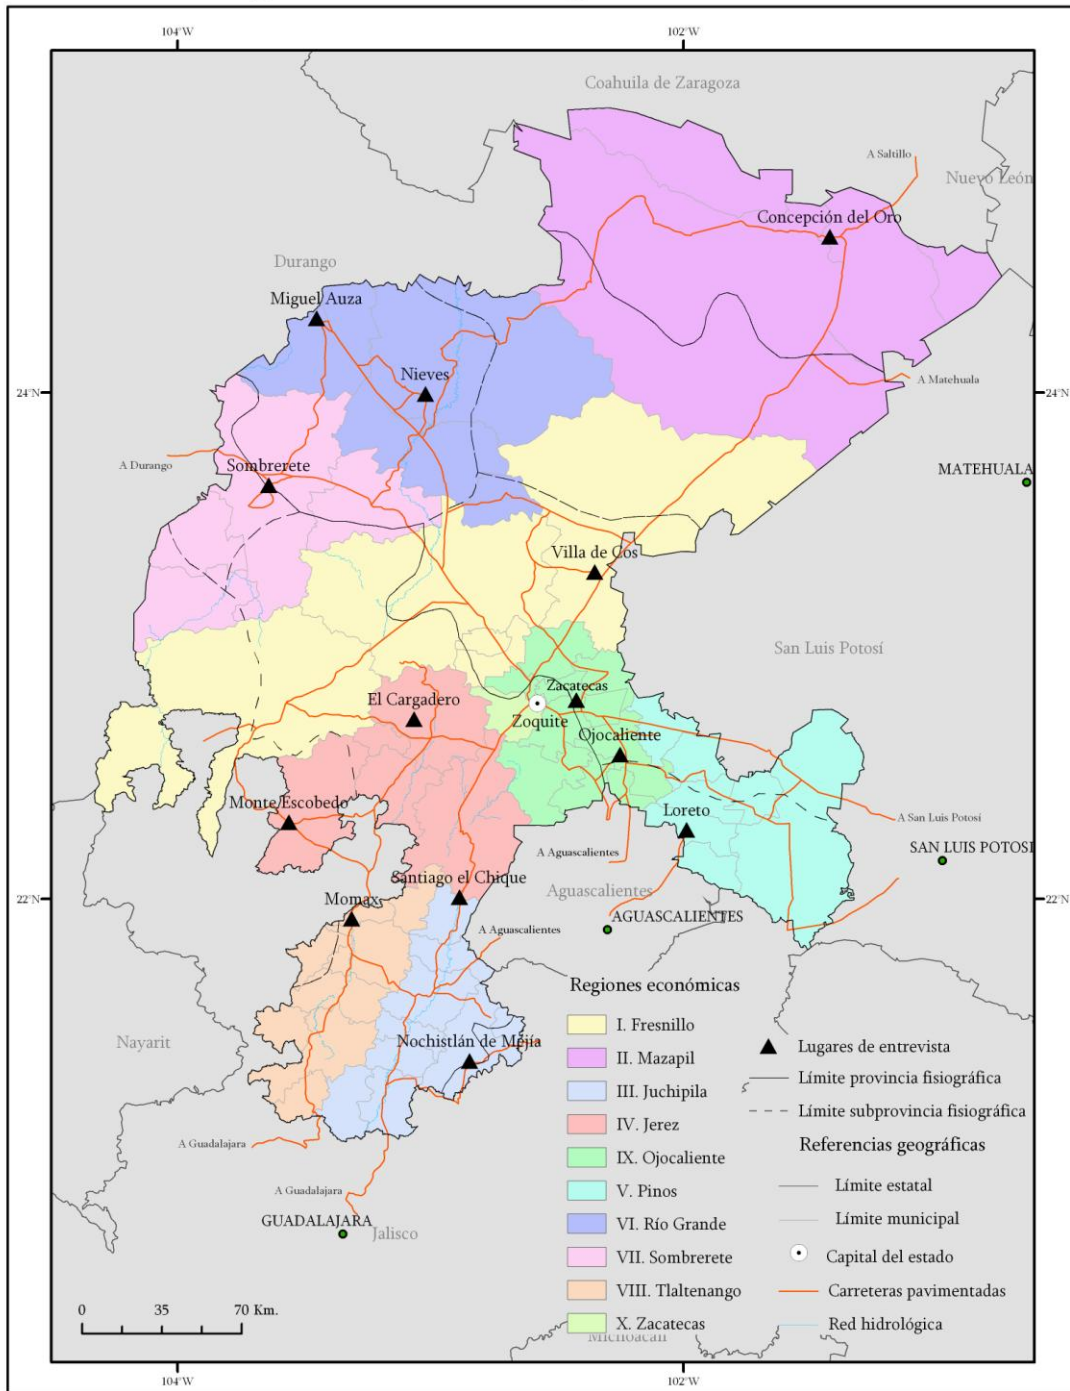 104°W
102°W
Coahuila de Zaragoza
A Saltillo
Nuevo León
Concepción del Oro
Durango
Miguel Auza
24°N
Nieves
A Matehuala
24°N
A Durango
Sombrerete
MATEHUALA
Villa de Cos
San Luis Potosí
El Cargadero
Zacatecas
Zoquite
Ojocaliente
Monte Escobedo
Loreto
A San Luis Potosí
A Aguascalientes
SAN LUIS POTOSI
Santiago el Chique
Aguascalientes
22°N
Momax
22°N
AGUASCALIENTES
A Aguascalientes
Regiones económicas
I. Fresnillo
II. Mazapil
III. Juchipila
IV. Jerez
IX. Ojocaliente
V. Pinos
VI. Río Grande
VII. Sombrerete
VIII. Tlaltenango
X. Zacatecas
Lugares de entrevista
Límite provincia fisiográfica
Límite subprovincia fisiográfica
Referencias geográficas
Límite estatal
Límite municipal
Capital del estado
Carreteras pavimentadas
Red hidrológica
Nayarit
Nochistlán de Mejía
A Guadalajara
A Guadalajara
GUADALAJARA
Jalisco
0 35 70 Km.
Michoacán
104°W
102°W